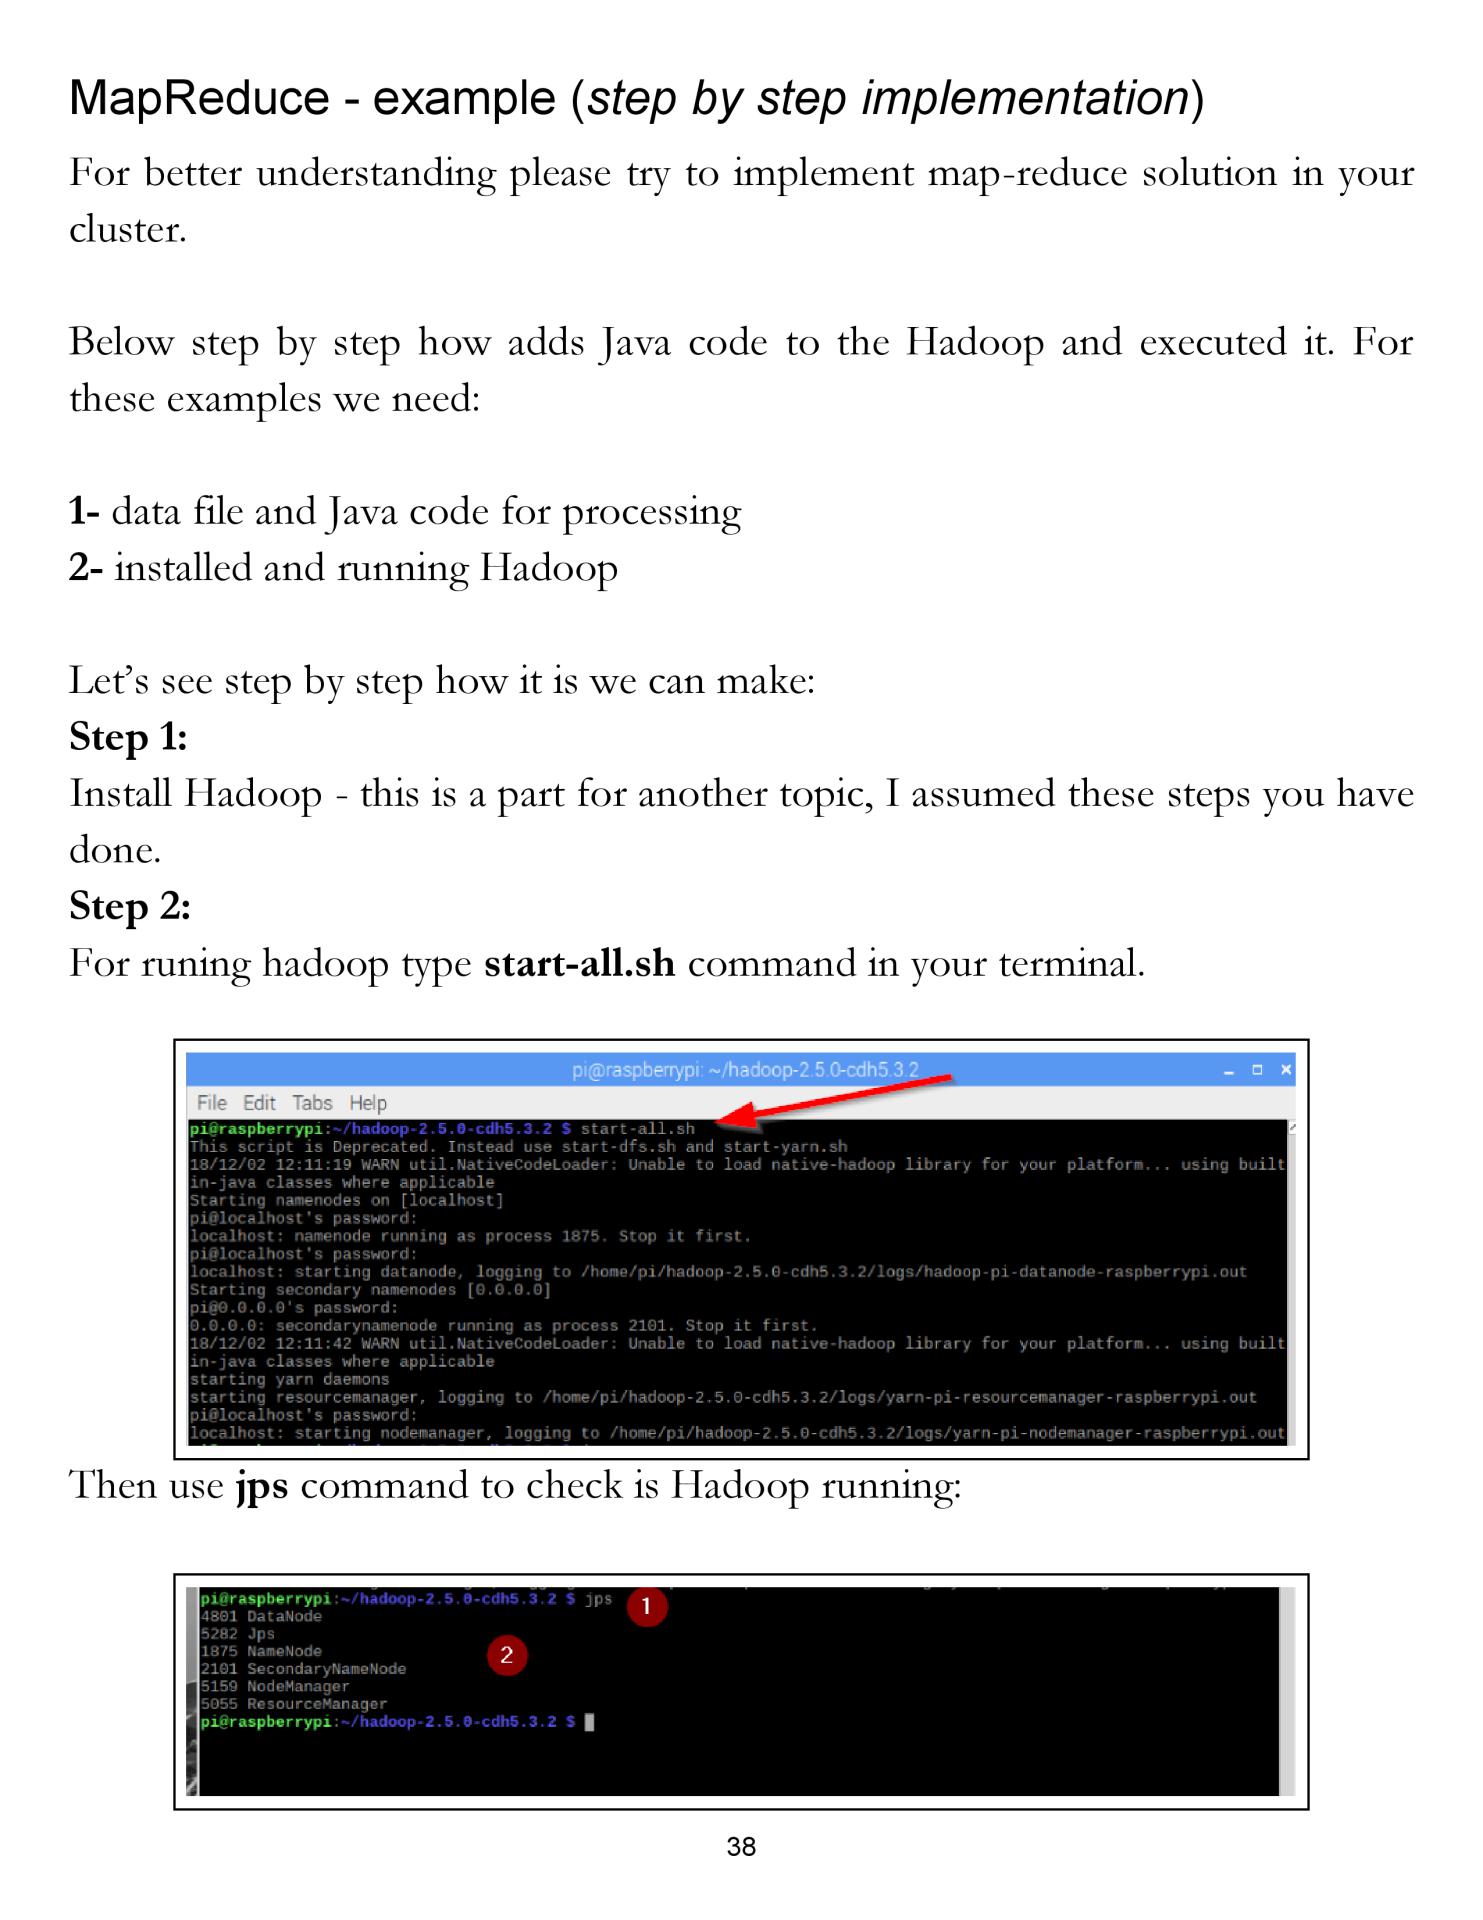 MapReduce - example (step by step implementation)
For better understanding please try to implement map-reduce solution in your
cluster.
Below step by step how adds Java code to the Hadoop and executed it. For
these examples we need:
1- data file and Java code for processing
2- installed and running Hadoop
Let’s see step by step how it is we can make:
Step 1:
Install Hadoop - this is a part for another topic, I assumed these steps you have
done.
Step 2:
For runing hadoop type start-all.sh command in your terminal.
pi@raspberrypi: ~/hadoop-2.5.0-cdh5.3.2
File Edit Tabs Help
pi@raspberrypi:~/hadoop-2.5.0-cdh5.3.2 $ start-all.sh
This script is Deprecated. Instead use start-dfs.sh and start-yarn.sh
18/12/02 12:11:19 WARN util.NativeCodeLoader: Unable to load native-hadoop library for your platform... using built
in-java classes where applicable
Starting namenodes on [localhost]
pi@localhost's password:
localhost: namenode running as process 1875. Stop it first.
pi@localhost's password:
localhost: starting datanode, logging to /home/pi/hadoop-2.5.0-cdh5.3.2/logs/hadoop-pi-datanode-raspberrypi.out
Starting secondary namenodes [0.0.0.0]
pi@0.0.0.0's password:
0.0.0.0: secondarynamenode running as process 2101. Stop it first.
18/12/02 12:11:42 WARN util.NativeCodeLoader: Unable to load native-hadoop library for your platform... using built
in-java classes where applicable
starting yarn daemons
starting resourcemanager, logging to /home/pi/hadoop-2.5.0-cdh5.3.2/logs/yarn-pi-resourcemanager-raspberrypi.out
pi@localhost's password:
localhost: starting nodemanager, logging to /home/pi/hadoop-2.5.0-cdh5.3.2/logs/yarn-pi-nodemanager-raspberrypi.out
Then use jps command to check is Hadoop running:
pi@raspberrypi:~/hadoop-2.5.0-cdh5.3.2 $ jps 1
4801 DataNode
5282 Jps
1875 NameNode 2
2101 SecondaryNameNode
5159 NodeManager
5055 ResourceManager
pi@raspberrypi:~/hadoop-2.5.0-cdh5.3.2 $
38